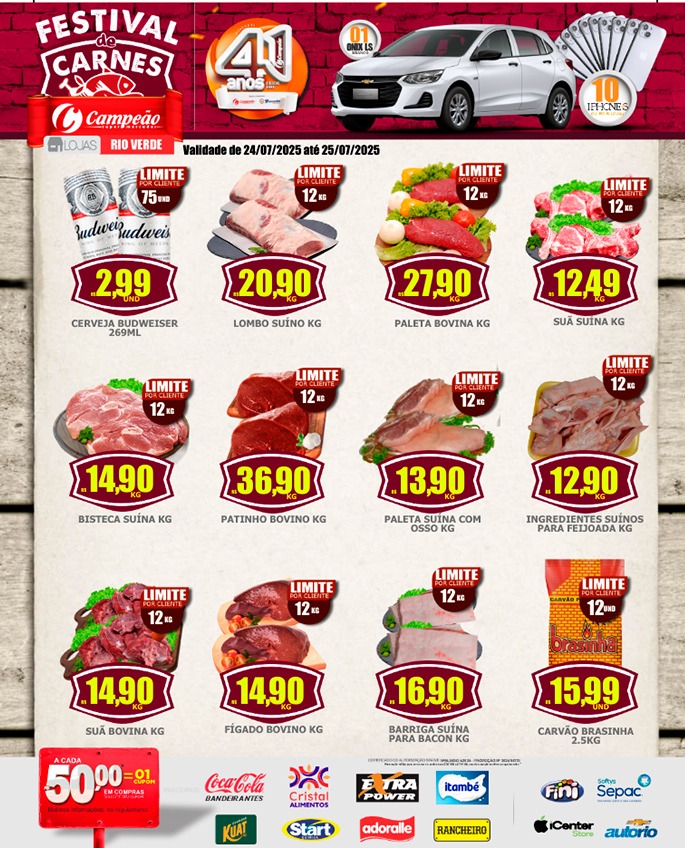 FESTIVAL
de
CARNES
Campeão
supermercados
LOJAS RIO VERDE
41
anos
01
ONIX LS
10
IPHONES
Validade de 24/07/2025 até 25/07/2025
LIMITE
POR CLIENTE
75 UND
Budweiser
R$ 2,99 UND
CERVEJA BUDWEISER
269ML
LIMITE
POR CLIENTE
12 KG
R$ 20,90 KG
LOMBO SUÍNO KG
LIMITE
POR CLIENTE
12 KG
R$ 27,90 KG
PALETA BOVINA KG
LIMITE
POR CLIENTE
12 KG
R$ 12,49 KG
SUÃ SUÍNA KG
LIMITE
POR CLIENTE
12 KG
R$ 14,90 KG
BISTECA SUÍNA KG
LIMITE
POR CLIENTE
12 KG
R$ 36,90 KG
PATINHO BOVINO KG
LIMITE
POR CLIENTE
12 KG
R$ 13,90 KG
PALETA SUÍNA COM
OSSO KG
LIMITE
POR CLIENTE
12 KG
R$ 12,90 KG
INGREDIENTES SUÍNOS
PARA FEIJOADA KG
LIMITE
POR CLIENTE
12 KG
R$ 14,90 KG
SUÃ BOVINA KG
LIMITE
POR CLIENTE
12 KG
R$ 14,90 KG
FÍGADO BOVINO KG
LIMITE
POR CLIENTE
12 KG
R$ 16,90 KG
BARRIGA SUÍNA
PARA BACON KG
CARVÃO PARA
brasinha
LIMITE
POR CLIENTE
12 UND
R$ 15,99 UND
CARVÃO BRASINHA
2.5KG
A CADA
R$ 50,00 = 01 CUPOM
EM COMPRAS
Coca-Cola
BANDEIRANTES
Cristal
ALIMENTOS
EXTRA
POWER
itambé
Fini
Softys
Sepac
KUAT
Start
QUÍMICA
adoralle
RANCHEIRO
iCenter
Store
autorio